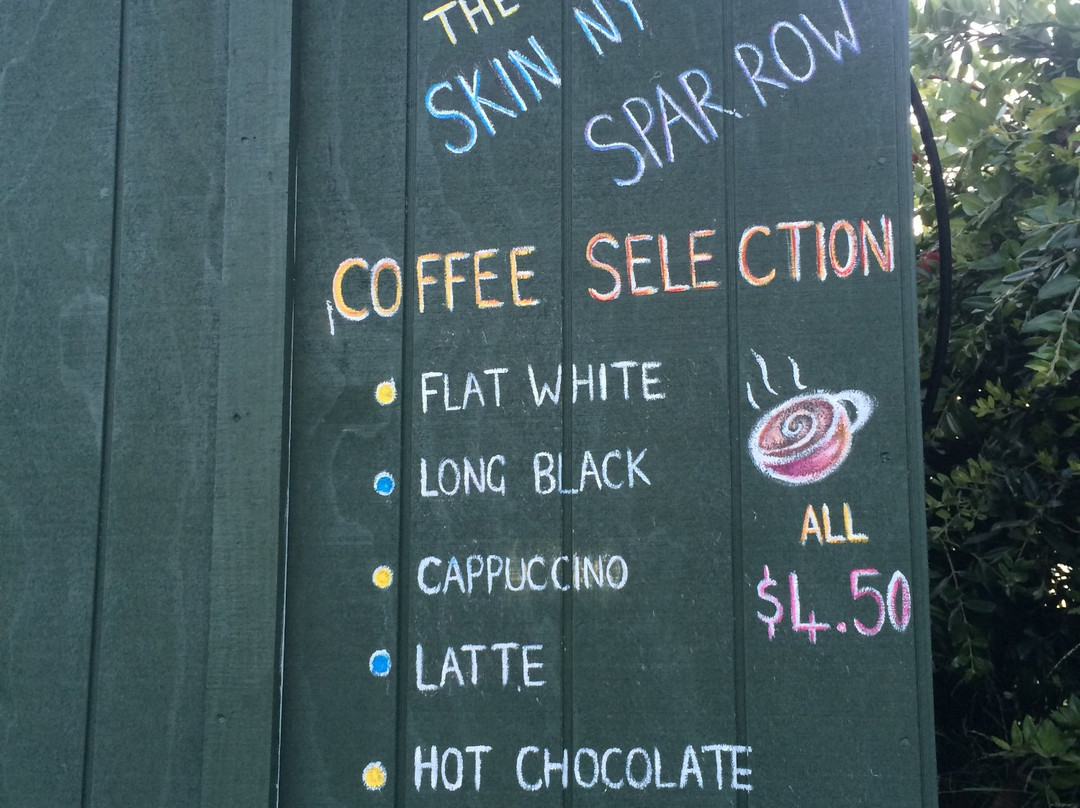 THE
SKINNY
SPARROW
COFFEE SELECTION
FLAT WHITE
LONG BLACK
CAPPUCCINO
LATTE
HOT CHOCOLATE
ALL
$4.50